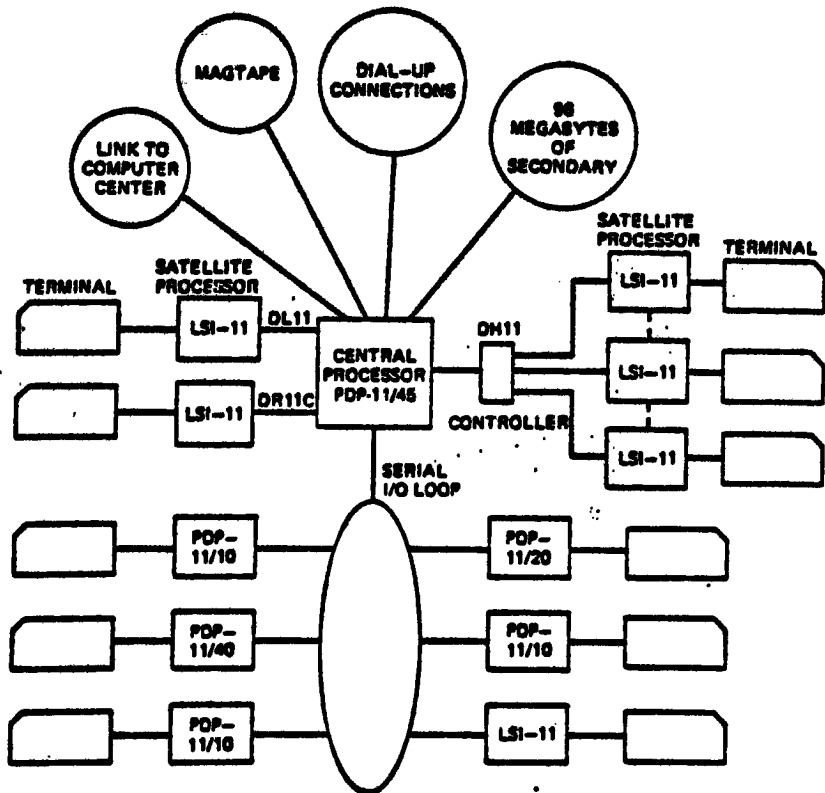 MAGTAPE
DIAL-UP
CONNECTIONS
LINK TO
COMPUTER
CENTER
MEGABYTES
OF
SECONDARY
SATELLITE
PROCESSOR
TERMINAL
TERMINAL
SATELLITE
PROCESSOR
LSI-11
LSI-11
DL11
CENTRAL
PROCESSOR
PDP-11/45
DH11
LSI-11
LSI-11
DR11C
CONTROLLER
LSI-11
SERIAL
I/O LOOP
PDP-
11/10
PDP-
11/20
PDP-
11/40
PDP-
11/10
PDP-
11/10
LSI-11